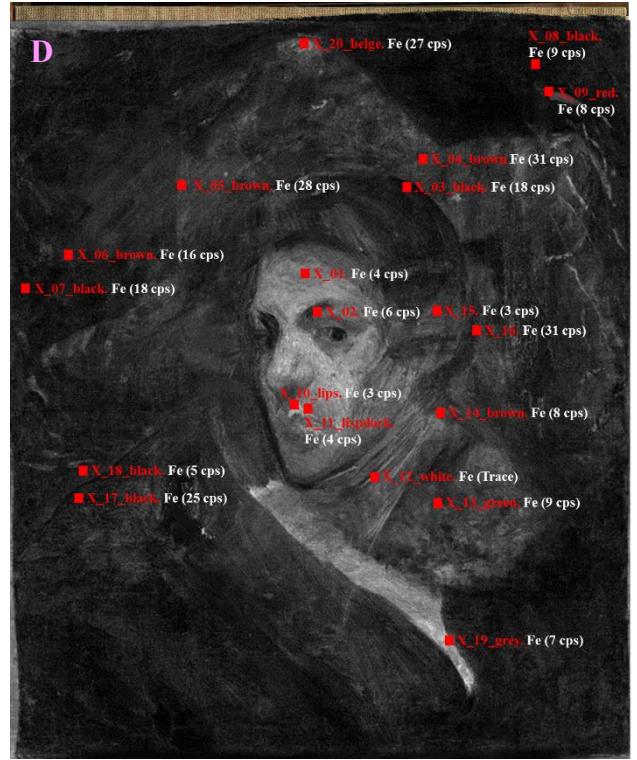 D
X_20_beige. Fe (27 cps)
X_08_black.
Fe (9 cps)
X_09_red.
Fe (8 cps)
X_04_brown Fe (31 cps)
X_05_brown. Fe (28 cps)
X_03_black. Fe (18 cps)
X_06_brown. Fe (16 cps)
X_01. Fe (4 cps)
X_07_black. Fe (18 cps)
X_02. Fe (6 cps)
X_15. Fe (3 cps)
Fe (31 cps)
X_10_lips. Fe (3 cps)
Fe (4 cps)
X_14_brown. Fe (8 cps)
X_18_black. Fe (5 cps)
X_12_white. Fe (Trace)
X_17_black. Fe (25 cps)
X_13_green. Fe (9 cps)
X_19_grey. Fe (7 cps)